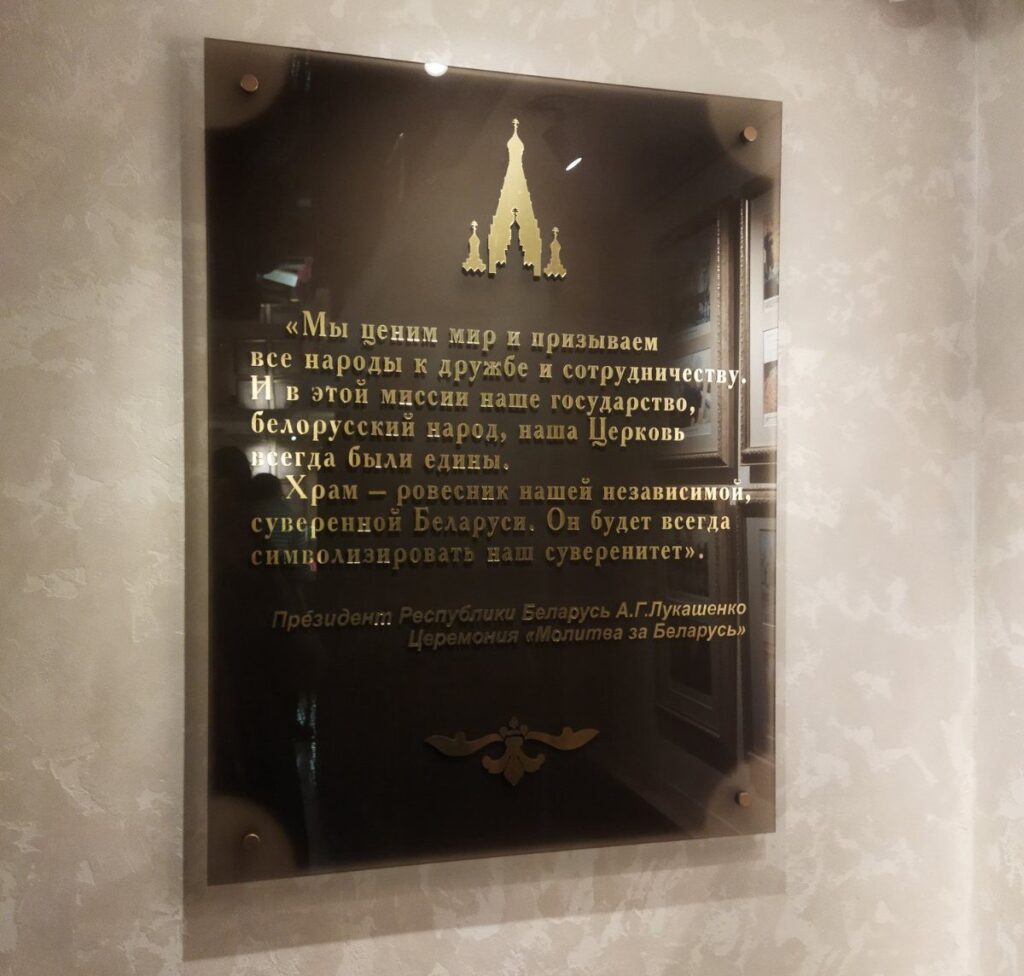 «Мы ценим мир и призываем
все народы к дружбе и сотрудничеству.
И в этой миссии наше государство,
белорусский народ, наша Церковь
всегда были едины.
Храм – ровесник нашей независимой,
суверенной Беларуси. Он будет всегда
символизировать наш суверенитет».
Президент Республики Беларусь А.Г.Лукашенко
Церемония «Молитва за Беларусь»